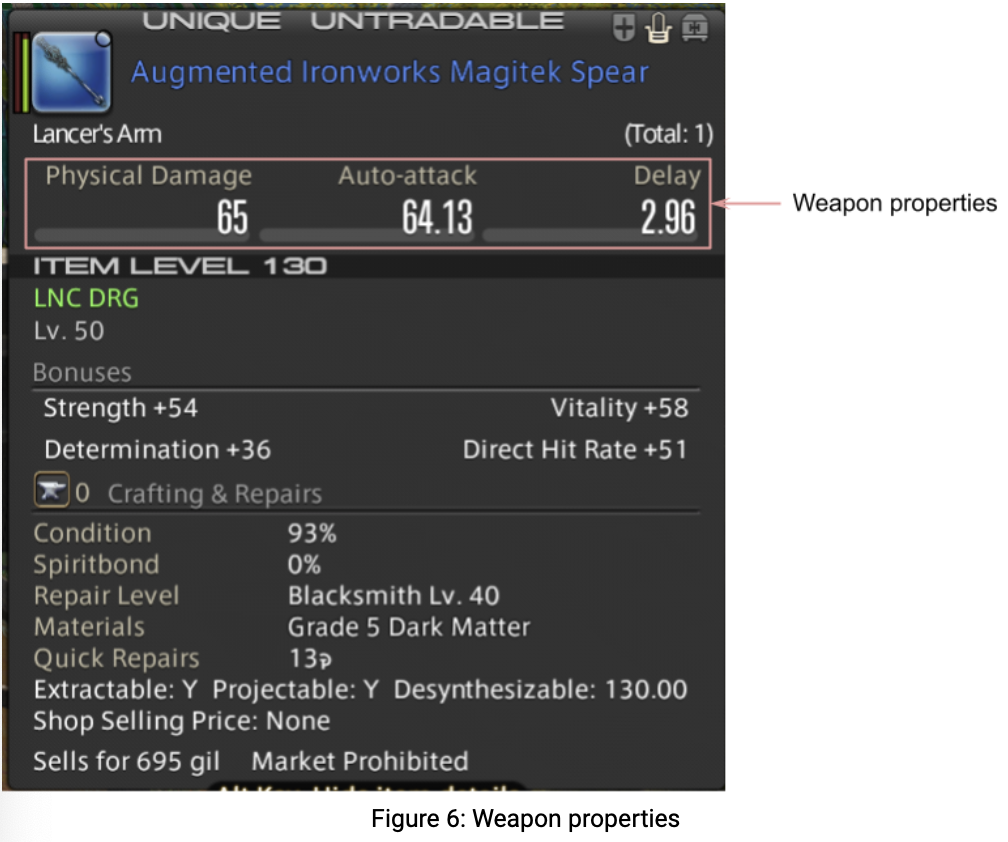 UNIQUE UNTRADABLE
Augmented Ironworks Magitek Spear
Lancer's Arm (Total: 1)
Physical Damage Auto-attack Delay
65 64.13 2.96
Weapon properties
ITEM LEVEL 130
LNC DRG
Lv. 50
Bonuses
Strength +54 Vitality +58
Determination +36 Direct Hit Rate +51
0 Crafting & Repairs
Condition 93%
Spiritbond 0%
Repair Level Blacksmith Lv. 40
Materials Grade 5 Dark Matter
Quick Repairs 13
Extractable: Y Projectable: Y Desynthesizable: 130.00
Shop Selling Price: None
Sells for 695 gil Market Prohibited
Figure 6: Weapon properties